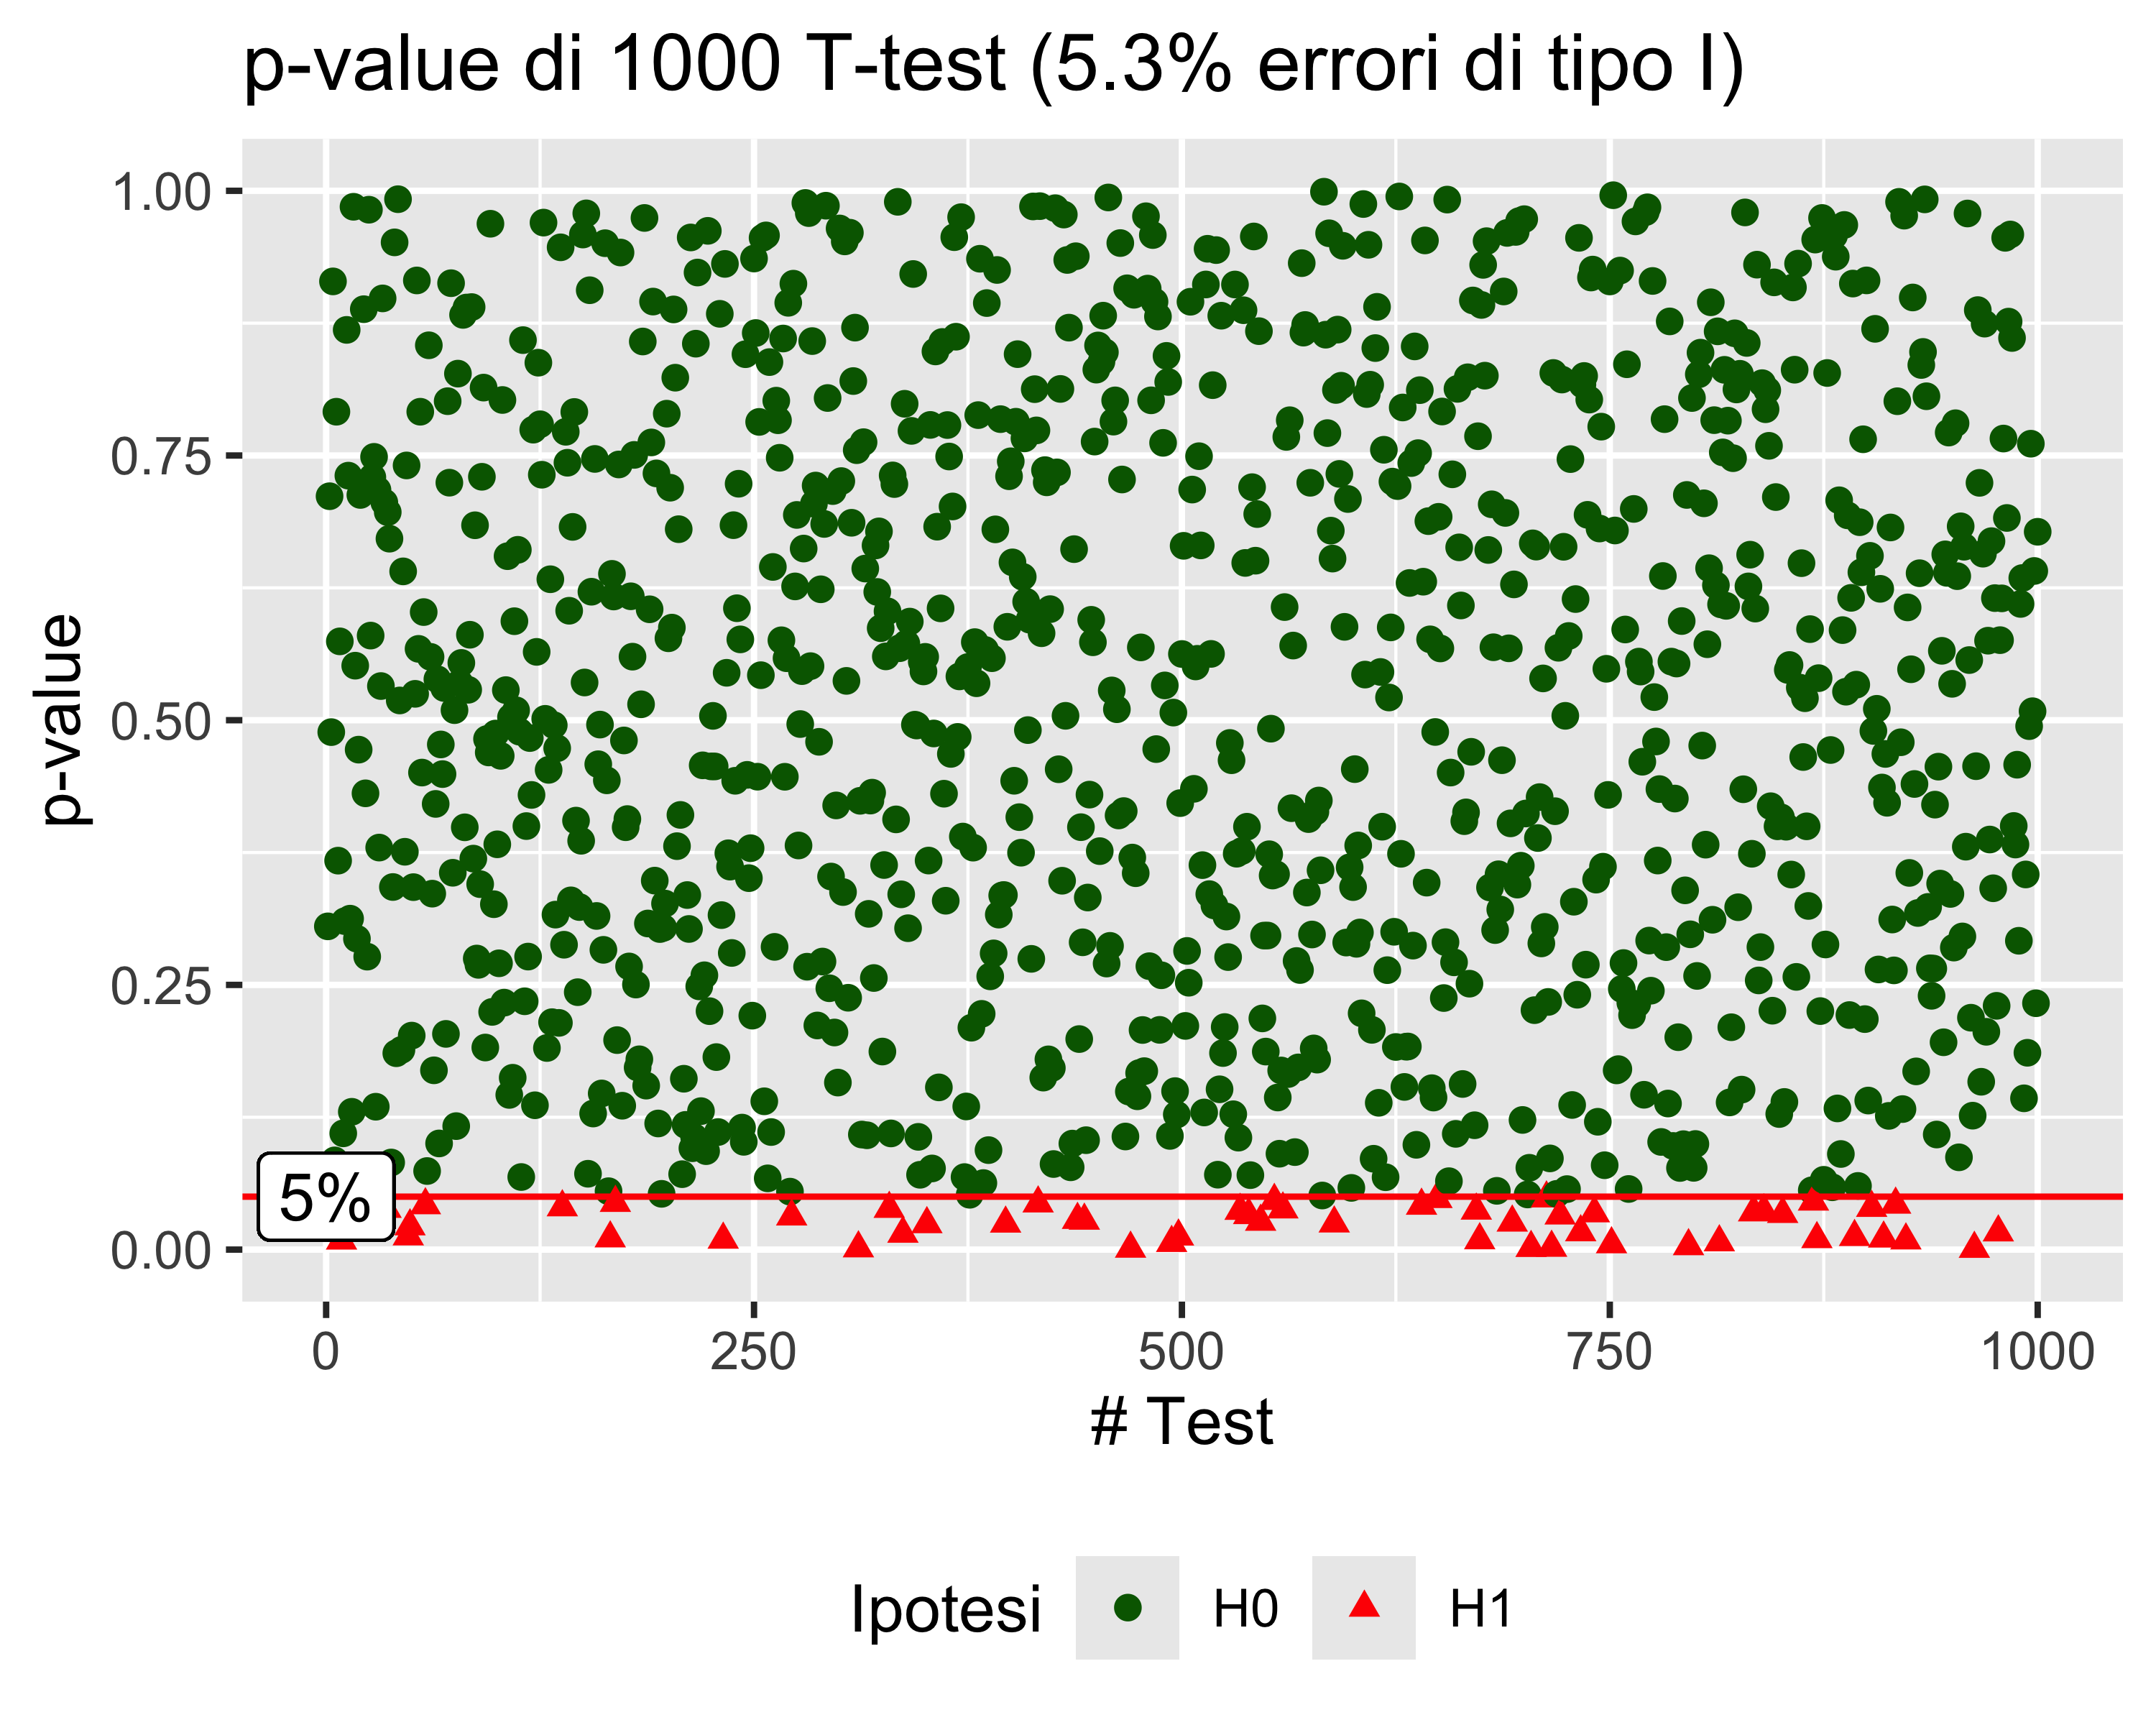 p-value di 1000 T-test (5.3% errori di tipo I)
p-value
1.00
0.75
0.50
0.25
0.00
5%
0 250 500 750 1000
# Test
Ipotesi H0 H1